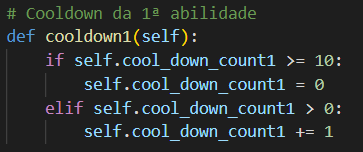 # Cooldown da 1ª abilidade
def cooldown1(self):
    if self.cool_down_count1 >= 10:
        self.cool_down_count1 = 0
    elif self.cool_down_count1 > 0:
        self.cool_down_count1 += 1